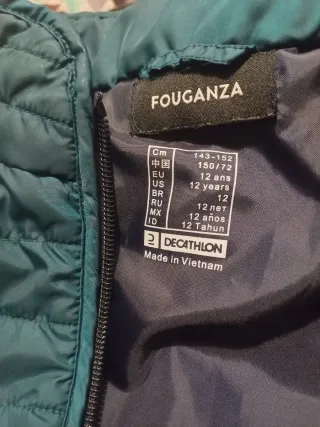 FOUGANZA
Cm 143-152
中国 150/72
EU 12 ans
US 12 years
BR 12
RU 12 лет
MX 12 años
ID 12 Tahun
DECATHLON
Made in Vietnam